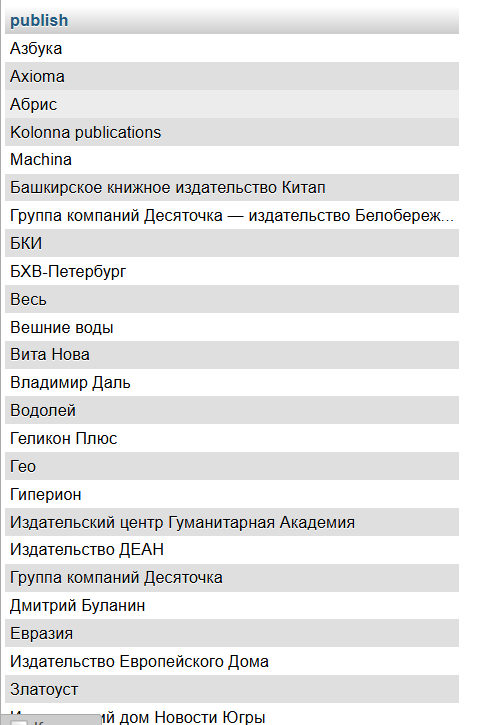 publish
Азбука
Axioma
Абрис
Kolonna publications
Machina
Башкирское книжное издательство Китап
Группа компаний Десяточка — издательство Белобереж...
БКИ
БХВ-Петербург
Весь
Вешние воды
Вита Нова
Владимир Даль
Водолей
Геликон Плюс
Гео
Гиперион
Издательский центр Гуманитарная Академия
Издательство ДЕАН
Группа компаний Десяточка
Дмитрий Буланин
Евразия
Издательство Европейского Дома
Златоуст
дом Новости Югры